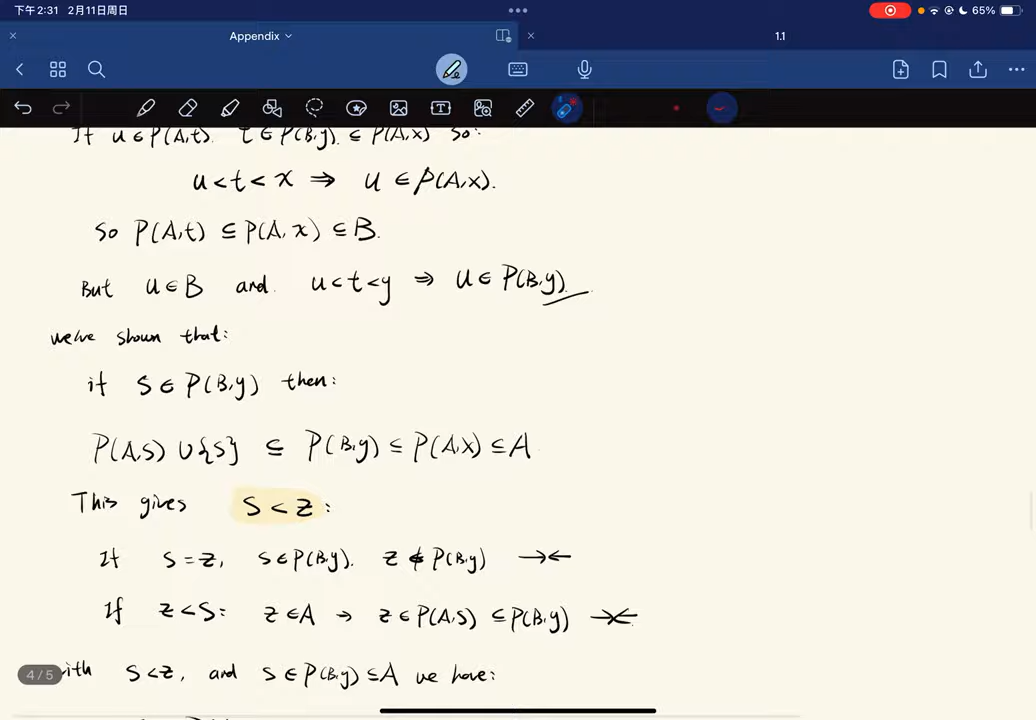 下午2:31 2月11日周日
65%
Appendix
1.1
If u ∈ P(A,t). t ∈ P(B,y) ⊆ P(A,x) so:
u < t < x ⇒ u ∈ P(A,x).
So P(A,t) ⊆ P(A,x) ⊆ B.
But u ∈ B and. u < t < y ⇒ u ∈ P(B,y).
we've shown that:
if s ∈ P(B,y) then:
P(A,s) ∪ {s} ⊆ P(B,y) ⊆ P(A,x) ⊆ A
This gives s < z :
If s = z, s ∈ P(B,y). z ∉ P(B,y) →←
If z < s: z ∈ A → z ∈ P(A,s) ⊆ P(B,y) →←
4/5
s < z, and s ∈ P(B,y) ⊆ A we have: